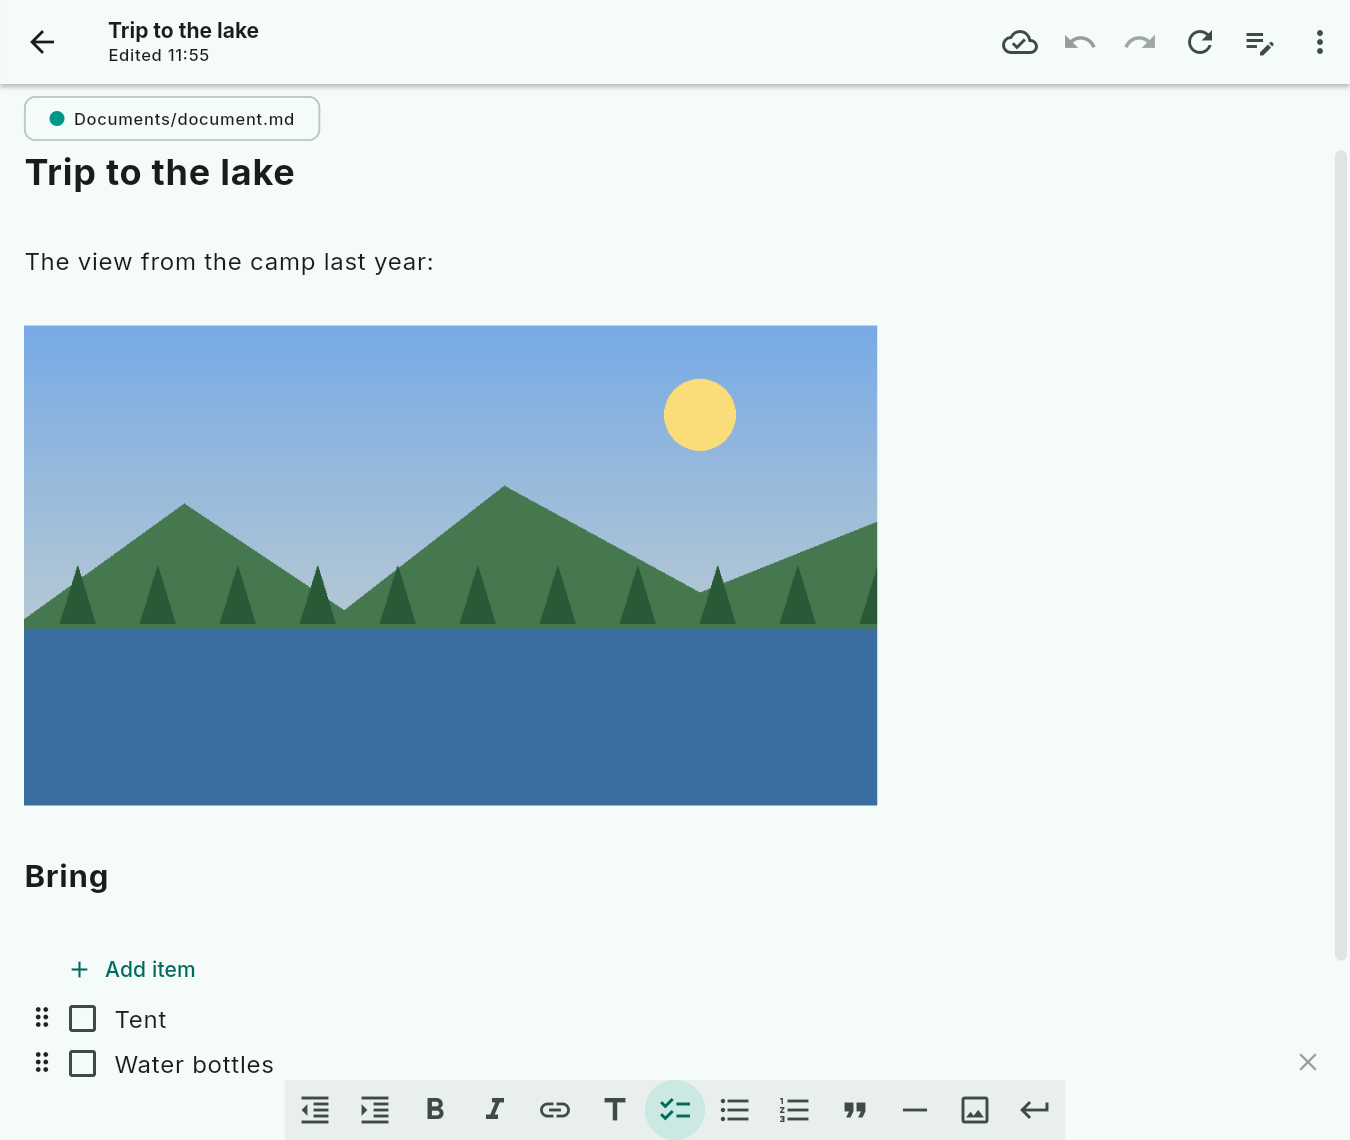 Trip to the lake
Edited 11:55
Documents/document.md
Trip to the lake
The view from the camp last year:
Bring
Add item
Tent
Water bottles